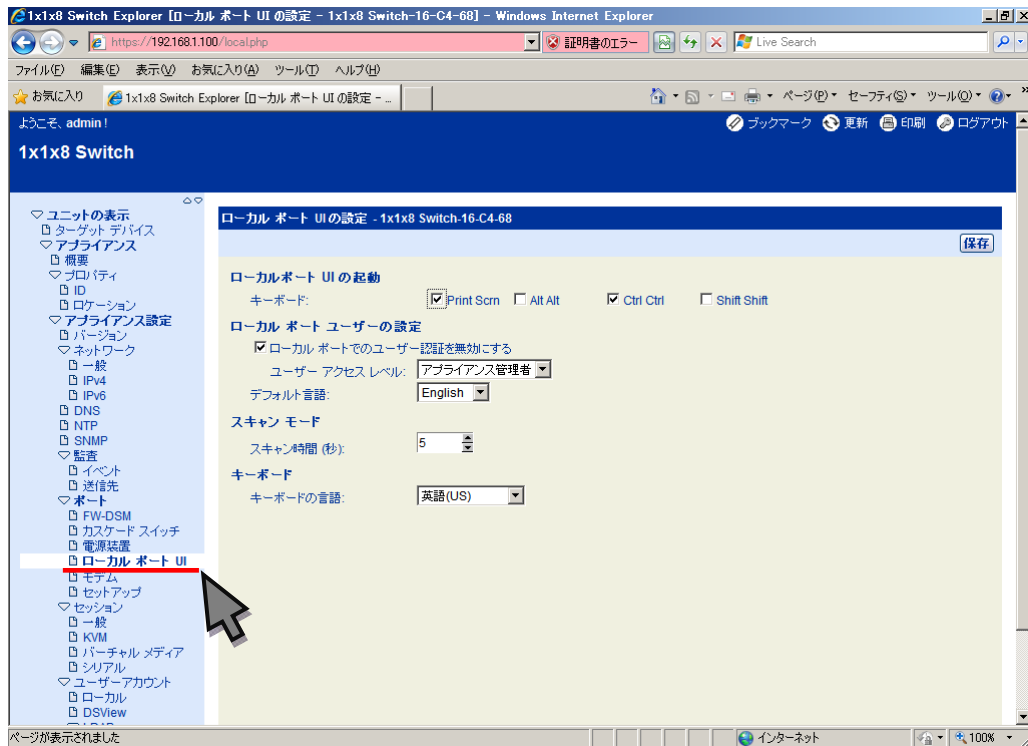 1x1x8 Switch Explorer [ローカル ポート UI の設定 - 1x1x8 Switch-16-C4-68] - Windows Internet Explorer
https://192.168.1.100/local.php
証明書のエラー
Live Search
ファイル(F) 編集(E) 表示(V) お気に入り(A) ツール(T) ヘルプ(H)
お気に入り
1x1x8 Switch Explorer [ローカル ポート UI の設定 - ...
ページ(P) セーフティ(S) ツール(O)
ようこそ、admin !
ブックマーク 更新 印刷 ログアウト
1x1x8 Switch
ユニットの表示
ターゲット デバイス
アプライアンス
概要
プロパティ
ID
ロケーション
アプライアンス設定
バージョン
ネットワーク
一般
IPv4
IPv6
DNS
NTP
SNMP
監査
イベント
送信先
ポート
FW-DSM
カスケード スイッチ
電源装置
ローカル ポート UI
モデム
セットアップ
セッション
一般
KVM
バーチャル メディア
シリアル
ユーザーアカウント
ローカル
DSView
ローカル ポート UIの設定 - 1x1x8 Switch-16-C4-68
保存
ローカルポート UI の起動
キーボード: Print Scrn Alt Alt Ctrl Ctrl Shift Shift
ローカル ポート ユーザーの設定
ローカル ポートでのユーザー認証を無効にする
ユーザー アクセス レベル: アプライアンス管理者
デフォルト言語: English
スキャン モード
スキャン時間 (秒): 5
キーボード
キーボードの言語: 英語(US)
ページが表示されました
インターネット
100%